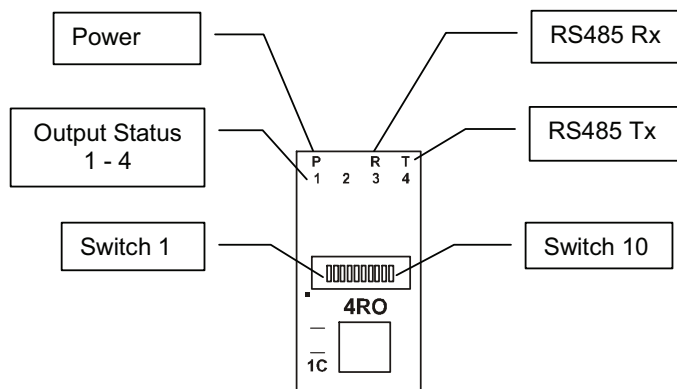 Power
RS485 Rx
Output Status
1 - 4
RS485 Tx
P R T
1 2 3 4
Switch 1
Switch 10
4RO
1C